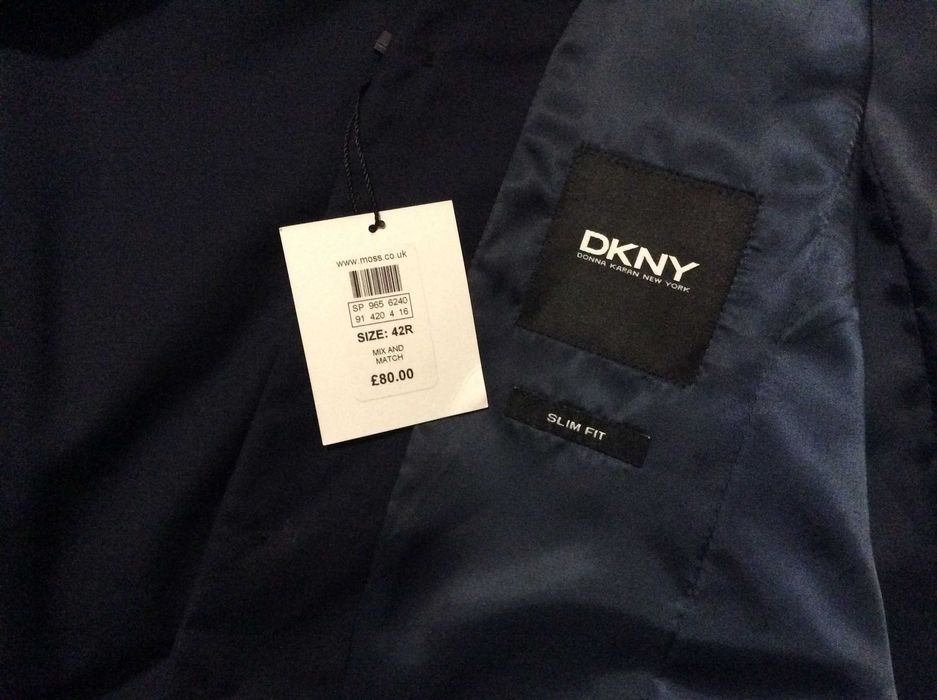 www.moss.co.uk
SP 965 6240
91 420 4 16
SIZE: 42R
MIX AND
MATCH
£80.00
DKNY
DONNA KARAN NEW YORK
SLIM FIT